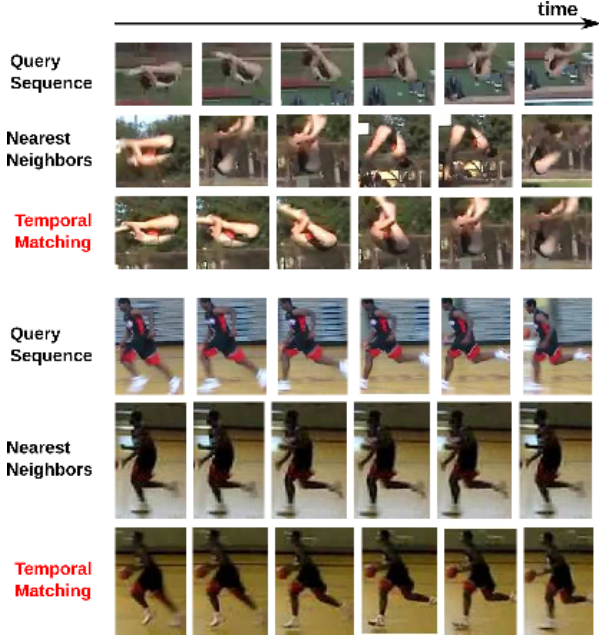 time
Query
Sequence
Nearest
Neighbors
Temporal
Matching
Query
Sequence
Nearest
Neighbors
Temporal
Matching